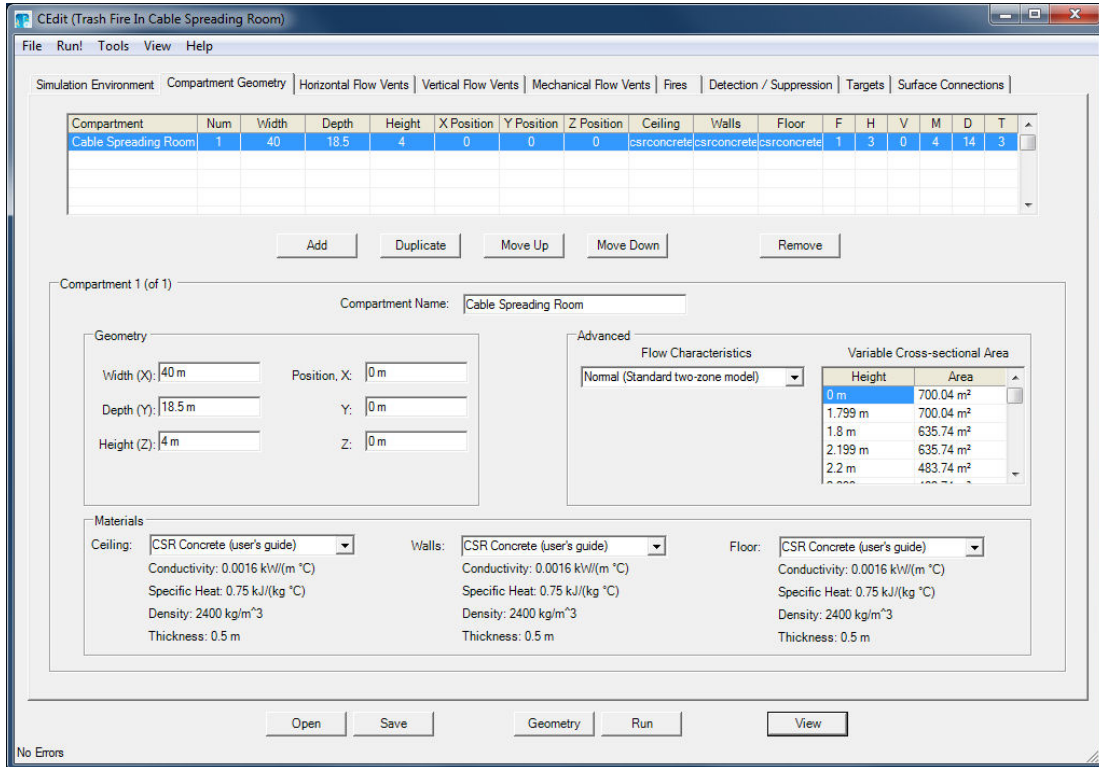 CEdit (Trash Fire In Cable Spreading Room)
File Run! Tools View Help
Simulation Environment Compartment Geometry Horizontal Flow Vents Vertical Flow Vents Mechanical Flow Vents Fires Detection / Suppression Targets Surface Connections
Compartment Num Width Depth Height X Position Y Position Z Position Ceiling Walls Floor F H V M D T
Cable Spreading Room 1 40 18.5 4 0 0 0 csrconcrete csrconcrete csrconcrete 1 3 0 4 14 3
Add Duplicate Move Up Move Down Remove
Compartment 1 (of 1)
Compartment Name: Cable Spreading Room
Geometry
Width (X): 40 m Position, X: 0 m
Depth (Y): 18.5 m Y: 0 m
Height (Z): 4 m Z: 0 m
Advanced
Flow Characteristics Variable Cross-sectional Area
Normal (Standard two-zone model)
Height Area
0 m 700.04 m²
1.799 m 700.04 m²
1.8 m 635.74 m²
2.199 m 635.74 m²
2.2 m 483.74 m²
Materials
Ceiling: CSR Concrete (user's guide) Walls: CSR Concrete (user's guide) Floor: CSR Concrete (user's guide)
Conductivity: 0.0016 kW/(m °C) Conductivity: 0.0016 kW/(m °C) Conductivity: 0.0016 kW/(m °C)
Specific Heat: 0.75 kJ/(kg °C) Specific Heat: 0.75 kJ/(kg °C) Specific Heat: 0.75 kJ/(kg °C)
Density: 2400 kg/m^3 Density: 2400 kg/m^3 Density: 2400 kg/m^3
Thickness: 0.5 m Thickness: 0.5 m Thickness: 0.5 m
Open Save Geometry Run View
No Errors